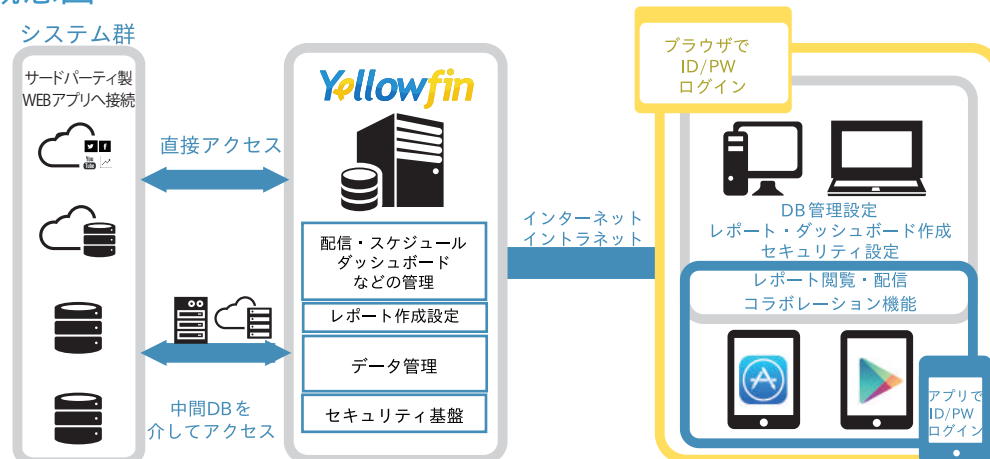 システム群
サードパーティ製
WEBアプリへ接続
You
Tube
直接アクセス
中間DBを
介してアクセス
Yellowfin
配信・スケジュール
ダッシュボード
などの管理
レポート作成設定
データ管理
セキュリティ基盤
インターネット
イントラネット
ブラウザで
ID/PW
ログイン
DB管理設定
レポート・ダッシュボード作成
セキュリティ設定
レポート閲覧・配信
コラボレーション機能
アプリで
ID/PW
ログイン